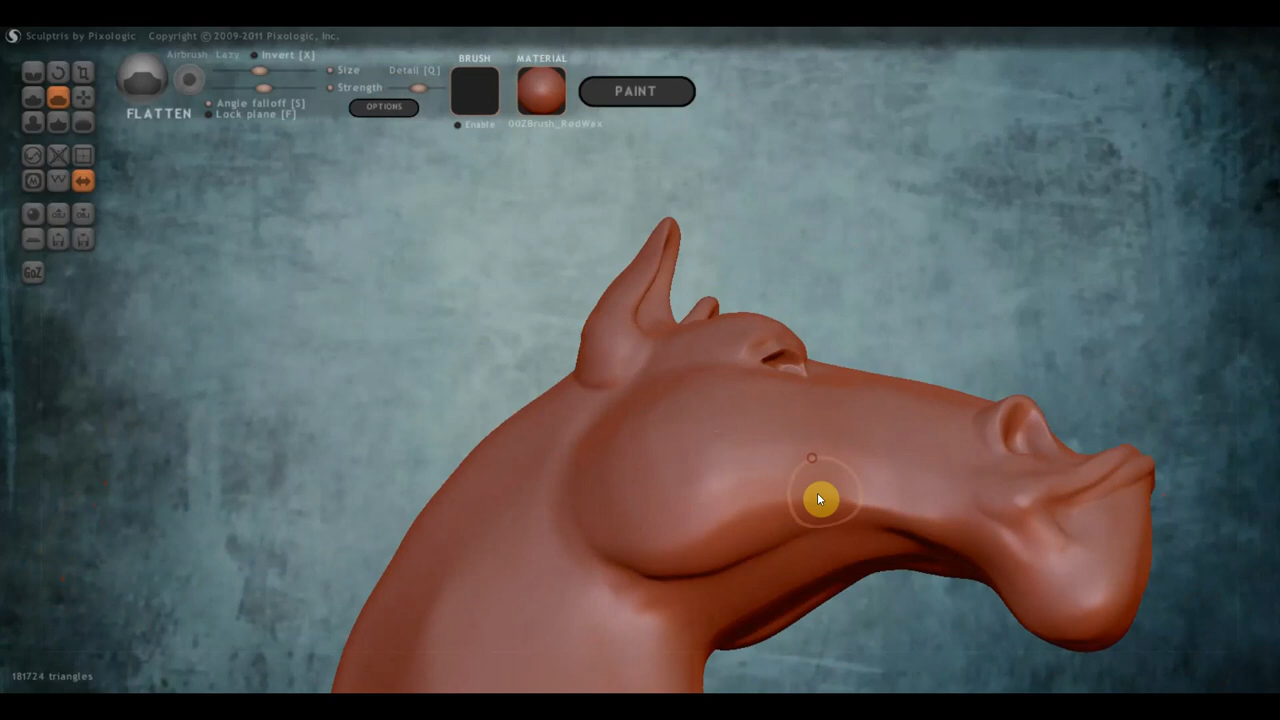 Sculptris by Pixologic Copyright © 2009-2011 Pixologic, Inc.
Airbrush Lazy Invert [X]
BRUSH MATERIAL
Size Detail [Q]
Strength
PAINT
Angle falloff [S]
OPTIONS
FLATTEN Lock plane [F]
Enable 00ZBrush_RedWax
GoZ
181724 triangles